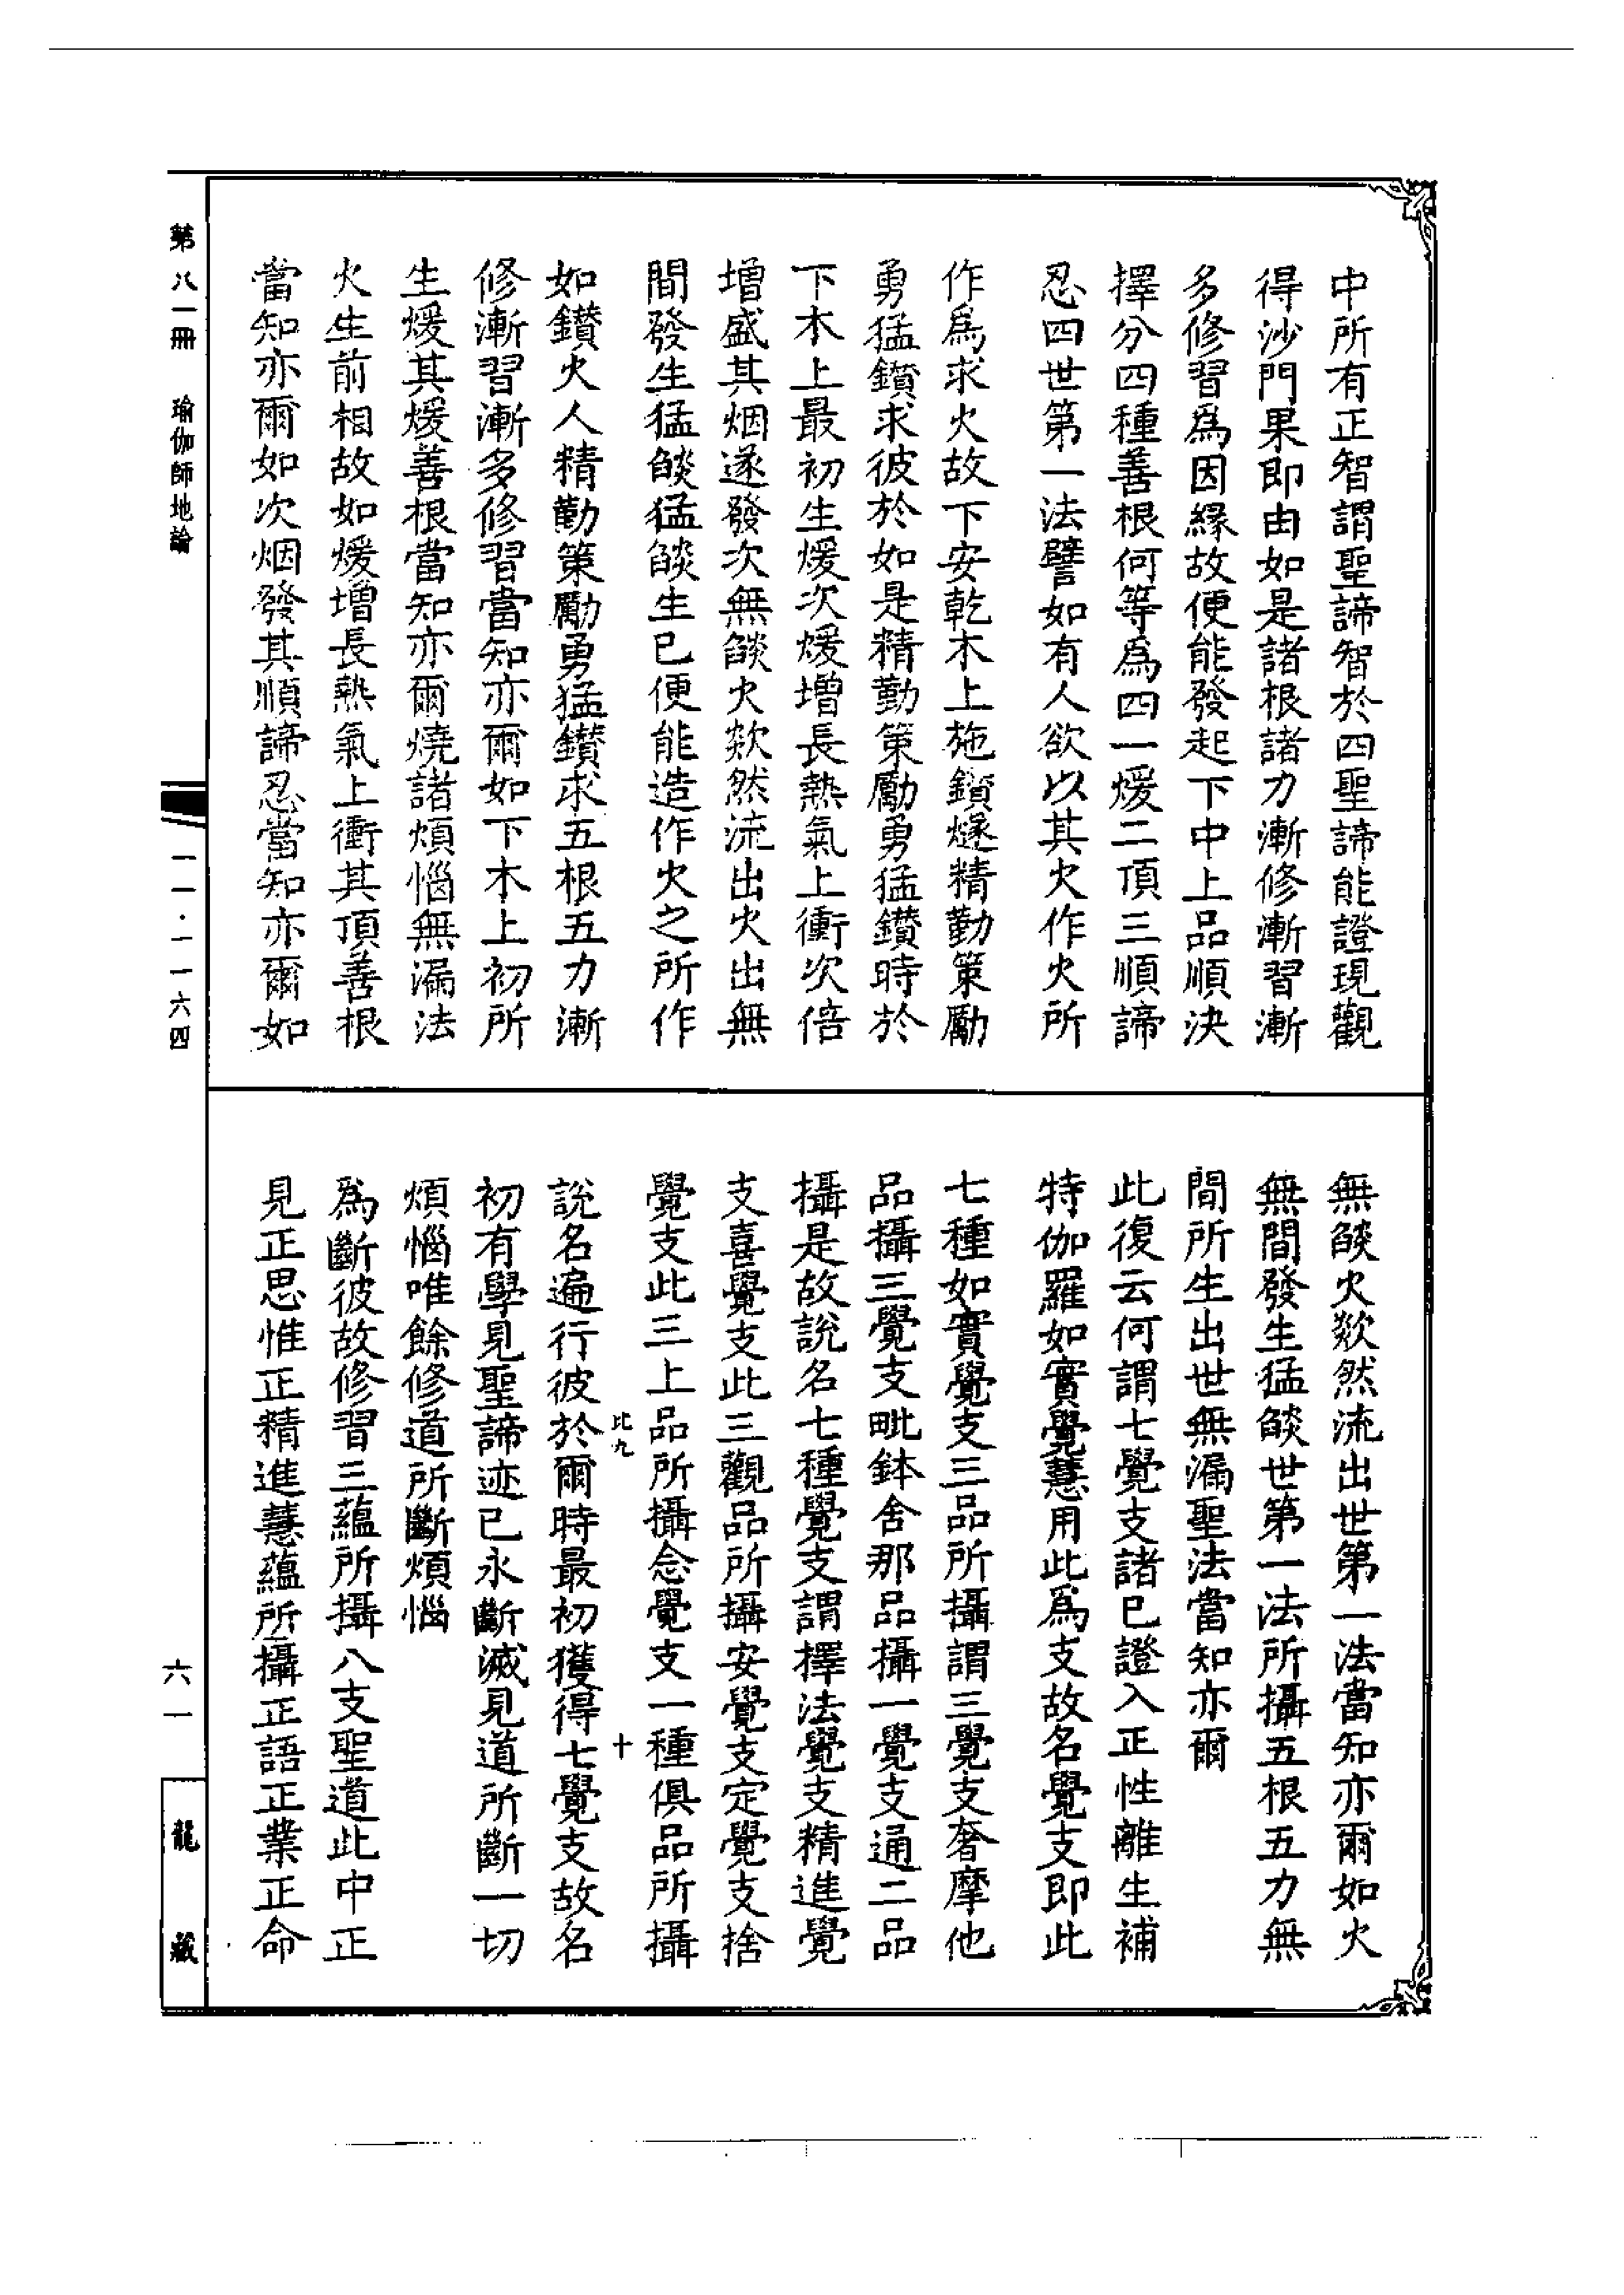 中所有正智謂聖諦智於四聖諦能證現觀
得沙門果即由如是諸根諸力漸修漸習漸
多修習爲因緣故便能發起下中上品順決
擇分四種善根何等爲四一煖二頂三順諦
忍四世第一法譬如有人欲以其火作火所
作爲求火故下安乾木上施鑽燧精勤策勵
勇猛鑽求彼於如是精勤策勵勇猛鑽時於
下木上最初生煖次煖增長熱氣上衝次倍
增盛其烟遂發次無燄火欻然流出火出無
間發生猛燄猛燄生已便能造作火之所作
如鑽火人精勤策勵勇猛鑽求五根五力漸
修漸習漸多修習當知亦爾如下木上初所
生煖其煖善根當知亦爾燒諸煩惱無漏法
火生前相故如煖增長熱氣上衝其頂善根
當知亦爾如次烟發其順諦忍當知亦爾如
無燄火欻然流出世第一法當知亦爾如火
無間發生猛燄世第一法所攝五根五力無
間所生出世無漏聖法當知亦爾
此復云何謂七覺支諸已證入正性離生補
特伽羅如實覺慧用此爲支故名覺支即此
七種如實覺支三品所攝謂三覺支奢摩他
品攝三覺支毗鉢舍那品攝一覺支通二品
攝是故說名七種覺支謂擇法覺支精進覺
支喜覺支此三觀品所攝安覺支定覺支捨
覺支此三上品所攝念覺支一種俱品所攝
此九 十
說名遍行彼於爾時最初獲得七覺支故名
初有學見聖諦迹已永斷滅見道所斷一切
煩惱唯餘修道所斷煩惱
爲斷彼故修習三蘊所攝八支聖道此中正
見正思惟正精進慧蘊所攝正語正業正命
第八一冊 瑜伽師地論
一一·一一六四
六一
龍藏